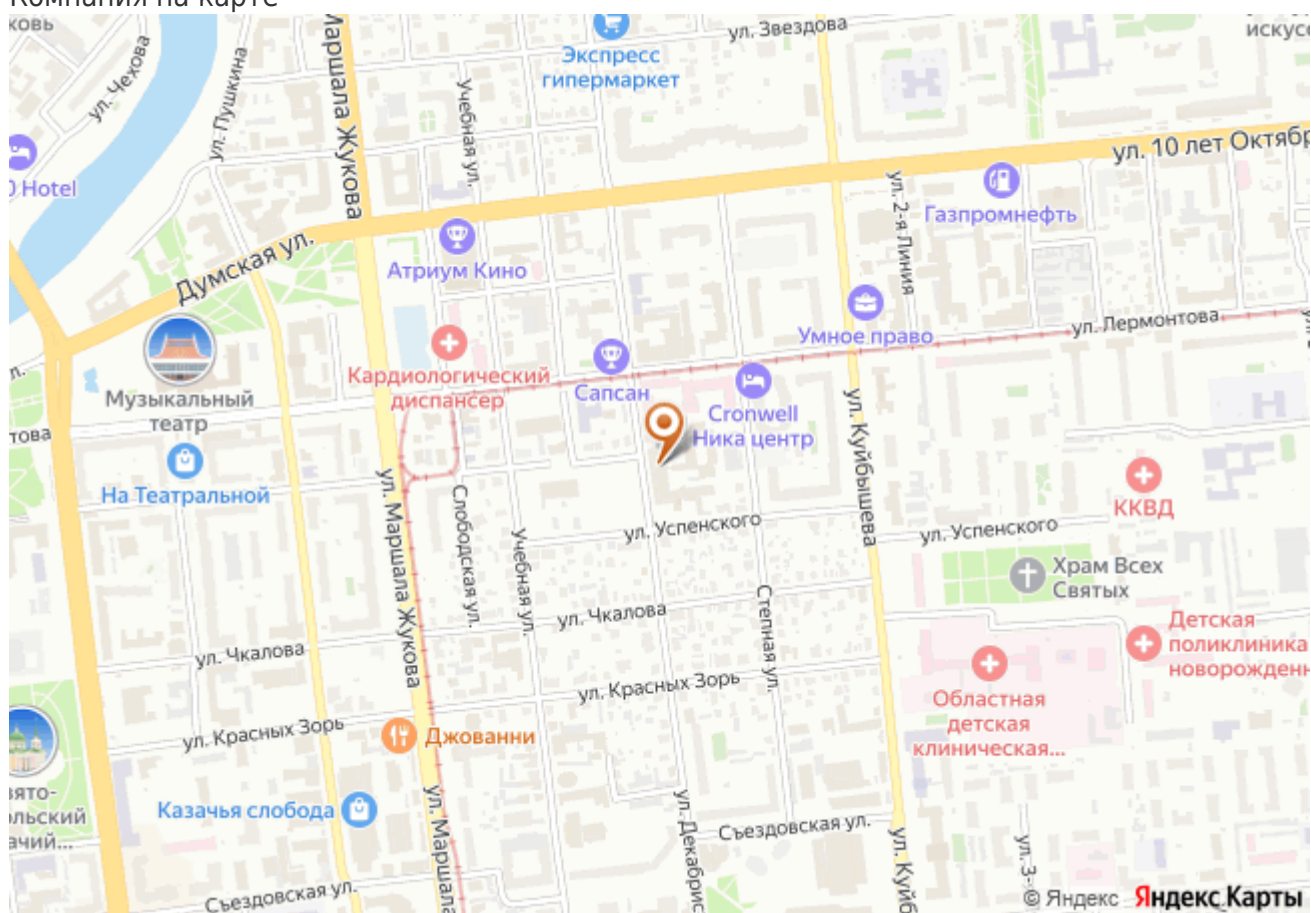 Компания на карте
ковь
ул. Чехова
ул. Пушкина
Маршала Жукова
Учебная ул.
Экспресс
гипермаркет
ул. Звездова
искусс
Hotel
ул. 10 лет Октябр
Думская ул.
Атриум Кино
ул. 2-я Линия
Газпромнефть
Умное право
ул. Лермонтова
Музыкальный
театр
Кардиологический
диспансер
Сапсан
Cronwell
Ника центр
л.
това
На Театральной
ул. Маршала Жукова
Слободская ул.
Учебная ул.
ул. Успенского
ул. Куйбышева
ККВД
ул. Успенского
Храм Всех
Святых
ул. Чкалова
ул. Чкалова
Степная ул.
Детская
поликлиника
новорожденн
ул. Красных Зорь
ул. Красных Зорь
Областная
детская
клиническая...
Джованни
вято-
ольский
ачий...
Казачья слобода
ул. Маршала
ул. Декабрис
Съездовская ул.
Съездовская ул.
ул. Куйб
ул. 3-
© Яндекс Яндекс Карты